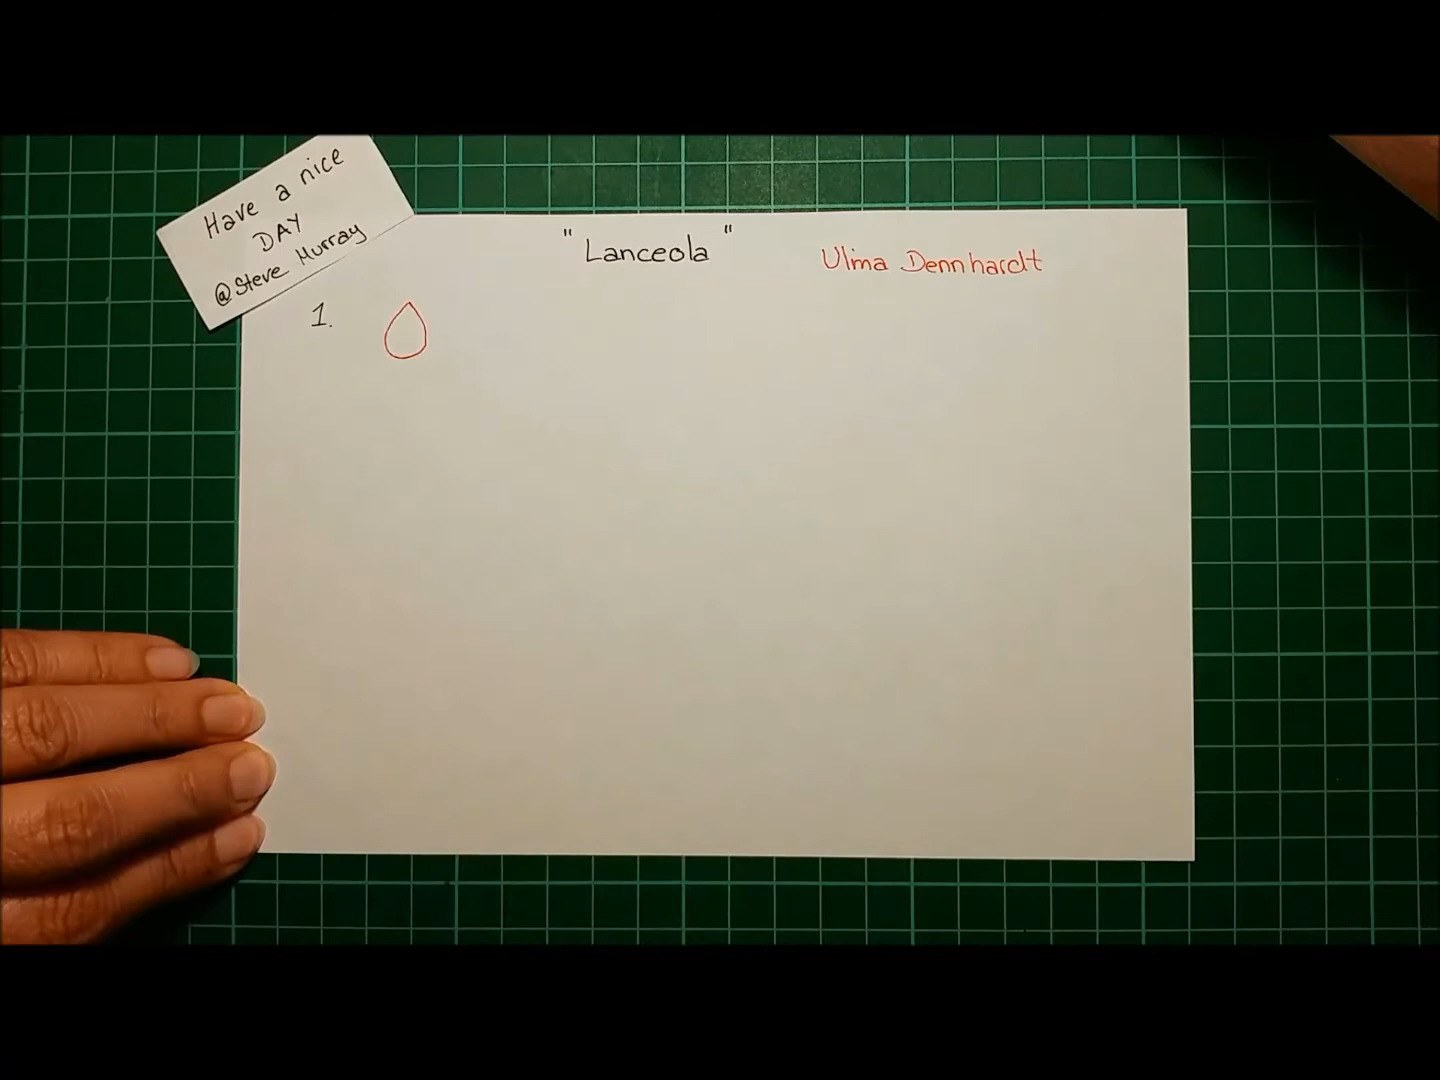 Have a nice
DAY
@Steve Murray
"Lanceola"
Ulma Dennhardt
1.